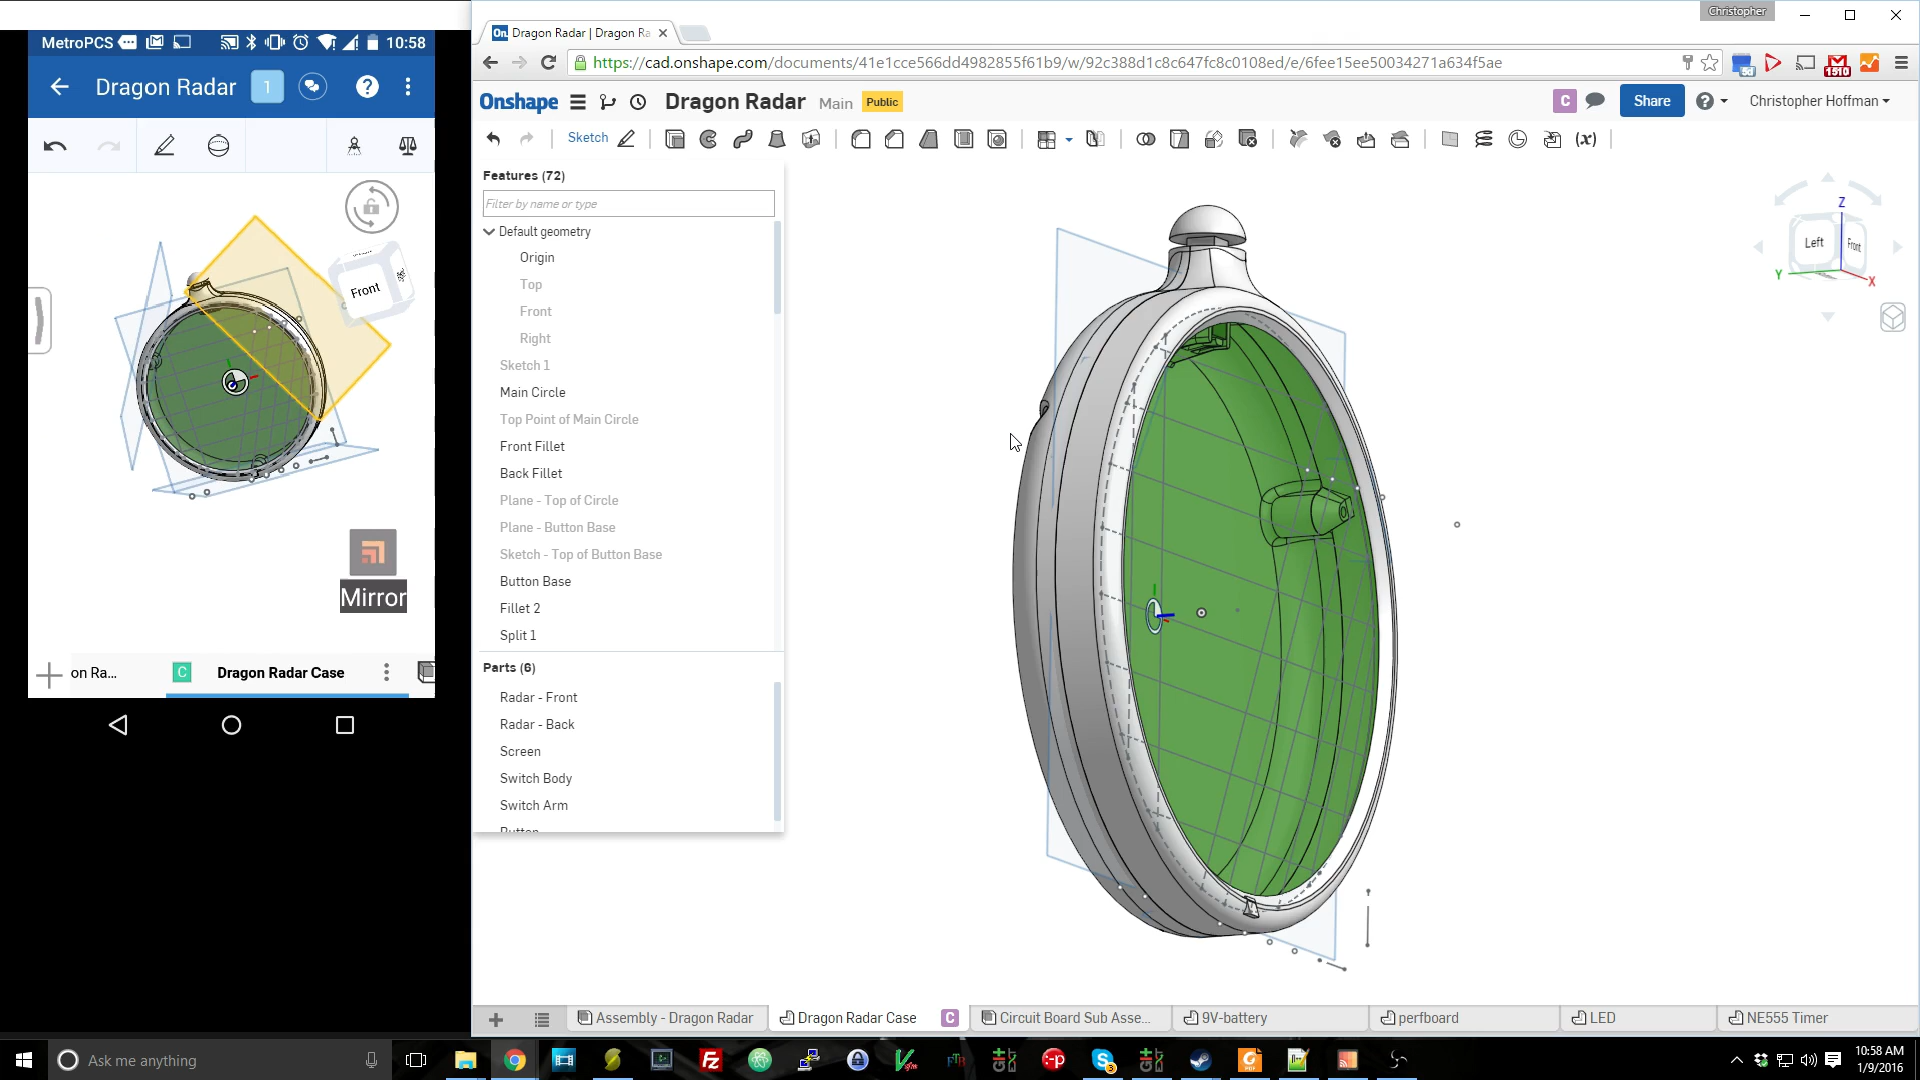 MetroPCS
10:58
Dragon Radar
1
?
Front
Mirror
on Ra...
C
Dragon Radar Case
Christopher
On
Dragon Radar | Dragon Ra
https://cad.onshape.com/documents/41e1cce566dd4982855f61b9/w/92c388d1c8c647fc8c0108ed/e/6fee15ee50034271a634f5ae
1510
Onshape
Dragon Radar
Main
Public
C
Share
?
Christopher Hoffman
Sketch
(x)
Features (72)
Filter by name or type
Default geometry
Origin
Top
Front
Right
Sketch 1
Main Circle
Top Point of Main Circle
Front Fillet
Back Fillet
Plane - Top of Circle
Plane - Button Base
Sketch - Top of Button Base
Button Base
Fillet 2
Split 1
Parts (6)
Radar - Front
Radar - Back
Screen
Switch Body
Switch Arm
Button
Z
Left
Front
Y
X
Assembly - Dragon Radar
Dragon Radar Case
C
Circuit Board Sub Asse...
9V-battery
perfboard
LED
NE555 Timer
Ask me anything
10:58 AM
1/9/2016